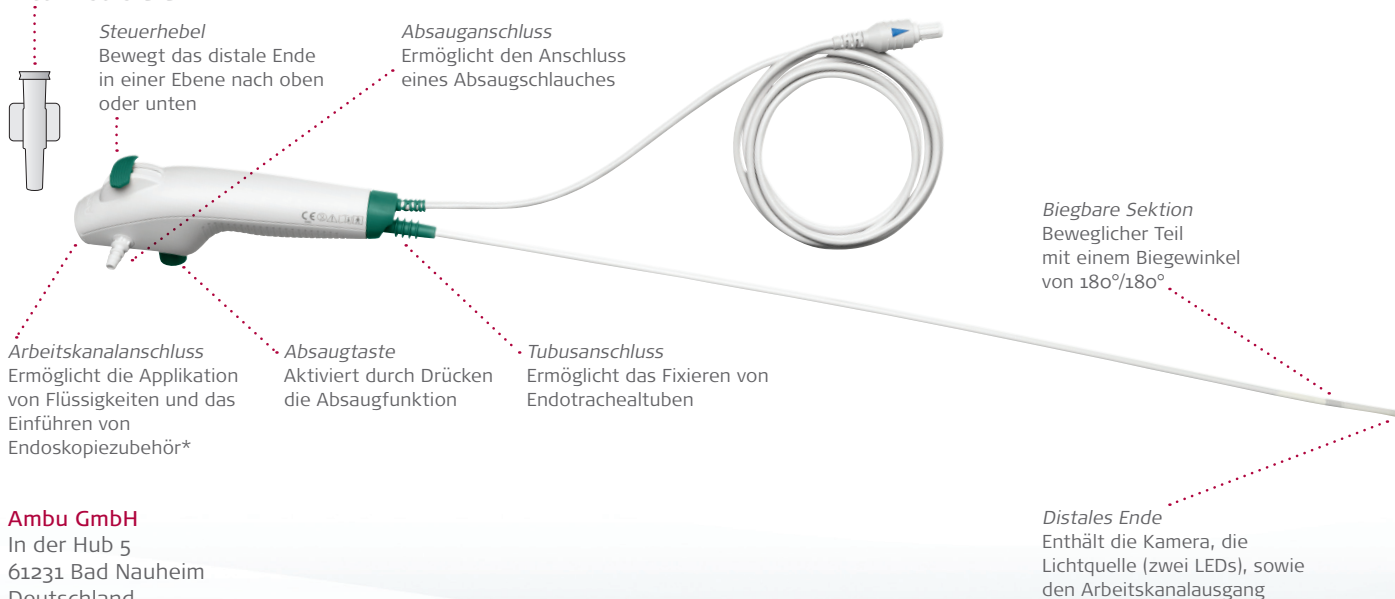 Steuerhebel
Bewegt das distale Ende
in einer Ebene nach oben
oder unten
Absauganschluss
Ermöglicht den Anschluss
eines Absaugschlauches
Biegbare Sektion
Beweglicher Teil
mit einem Biegewinkel
von 180°/180°
Arbeitskanalanschluss
Ermöglicht die Applikation
von Flüssigkeiten und das
Einführen von
Endoskopiezubehör*
Absaugtaste
Aktiviert durch Drücken
die Absaugfunktion
Tubusanschluss
Ermöglicht das Fixieren von
Endotrachealtuben
Distales Ende
Enthält die Kamera, die
Lichtquelle (zwei LEDs), sowie
den Arbeitskanalausgang
Ambu GmbH
In der Hub 5
61231 Bad Nauheim
Deutschland